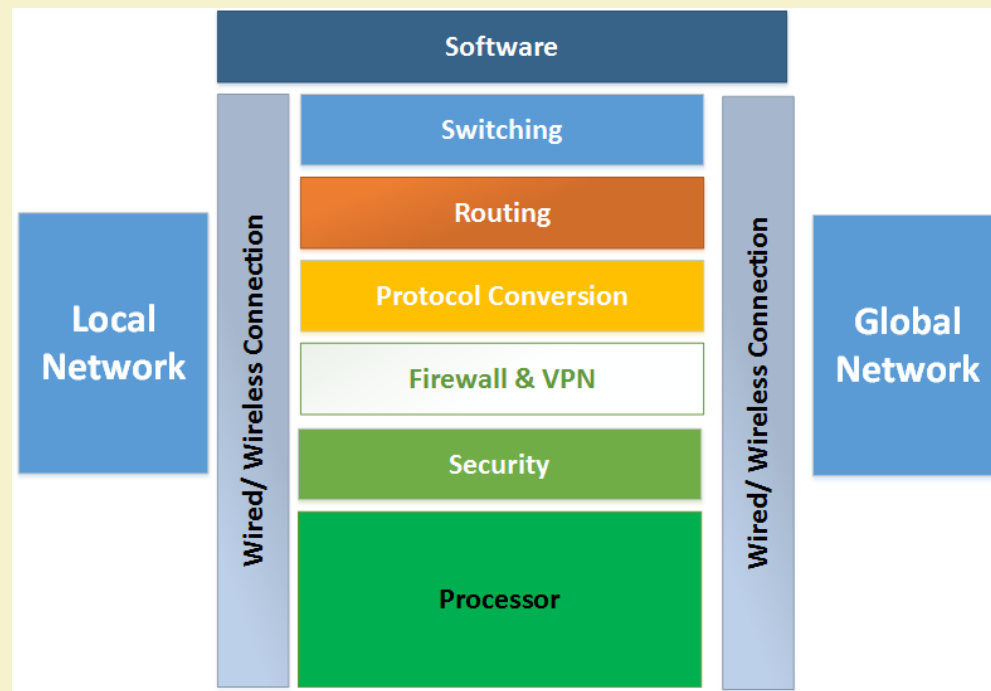 Software
Switching
Routing
Protocol Conversion
Firewall & VPN
Security
Processor
Local
Network
Wired/ Wireless Connection
Wired/ Wireless Connection
Global
Network